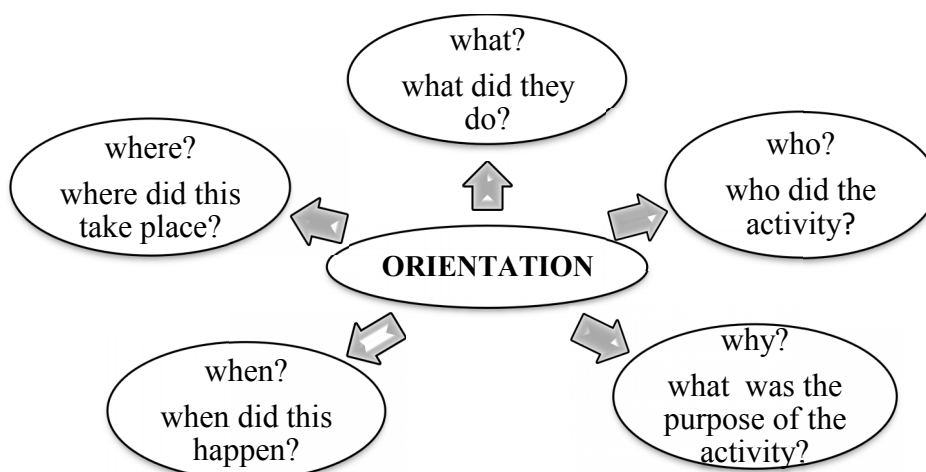 what?
what did they
do?
where?
where did this
take place?
who?
who did the
activity?
ORIENTATION
when?
when did this
happen?
why?
what was the
purpose of the
activity?